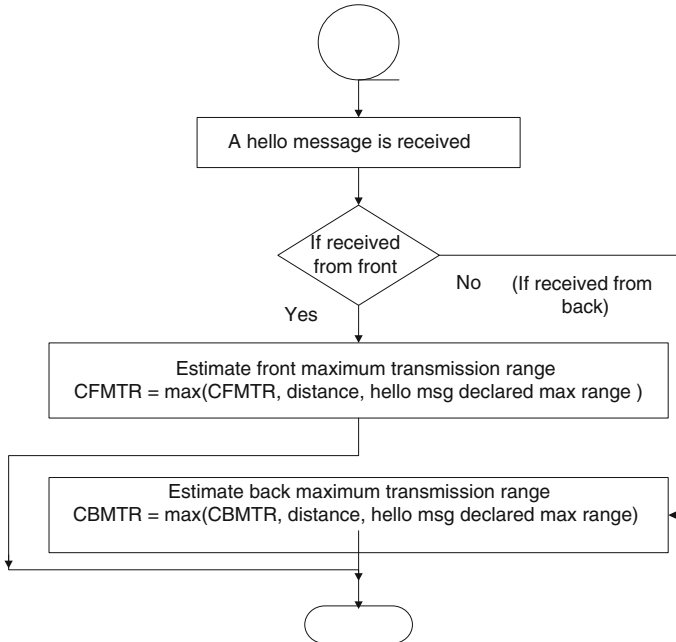 A hello message is received
If received
from front
No
(If received from
back)
Yes
Estimate front maximum transmission range
CFMTR = max(CFMTR, distance, hello msg declared max range )
Estimate back maximum transmission range
CBMTR = max(CBMTR, distance, hello msg declared max range)